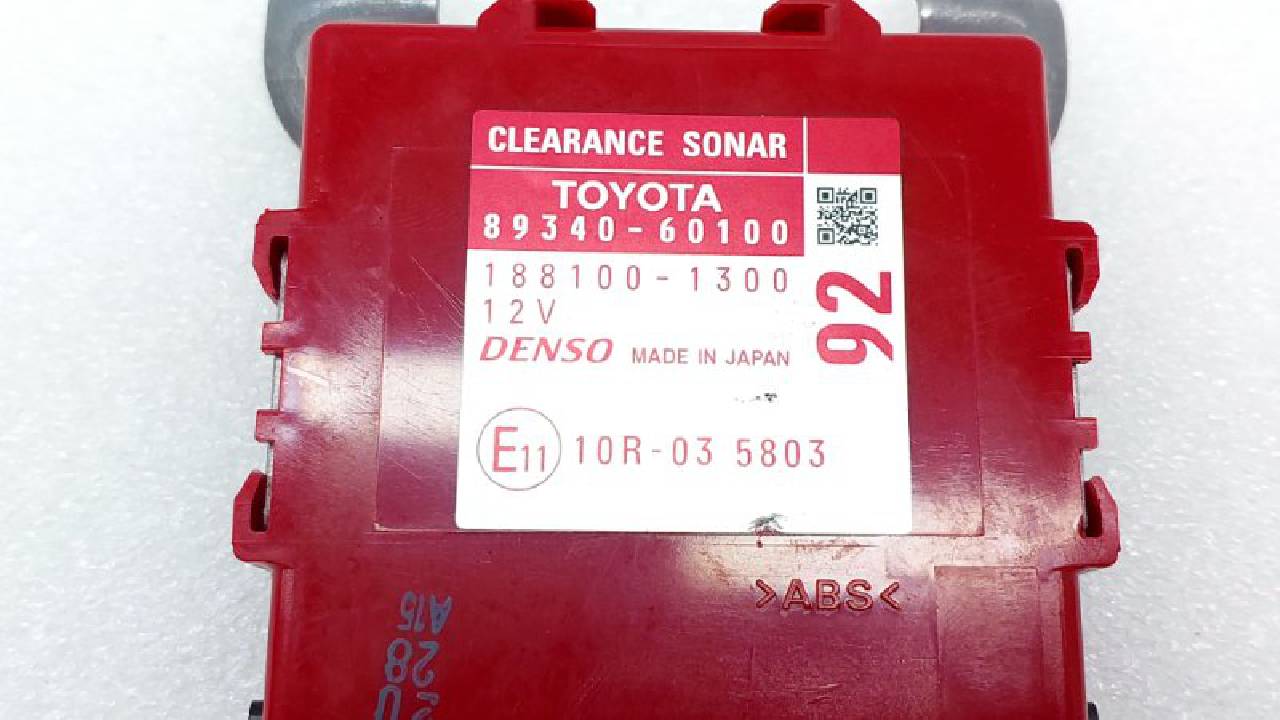 CLEARANCE SONAR
TOYOTA
89340-60100
188100-1300
12V
DENSO MADE IN JAPAN
92
E11 10R-03 5803
>ABS<
A15